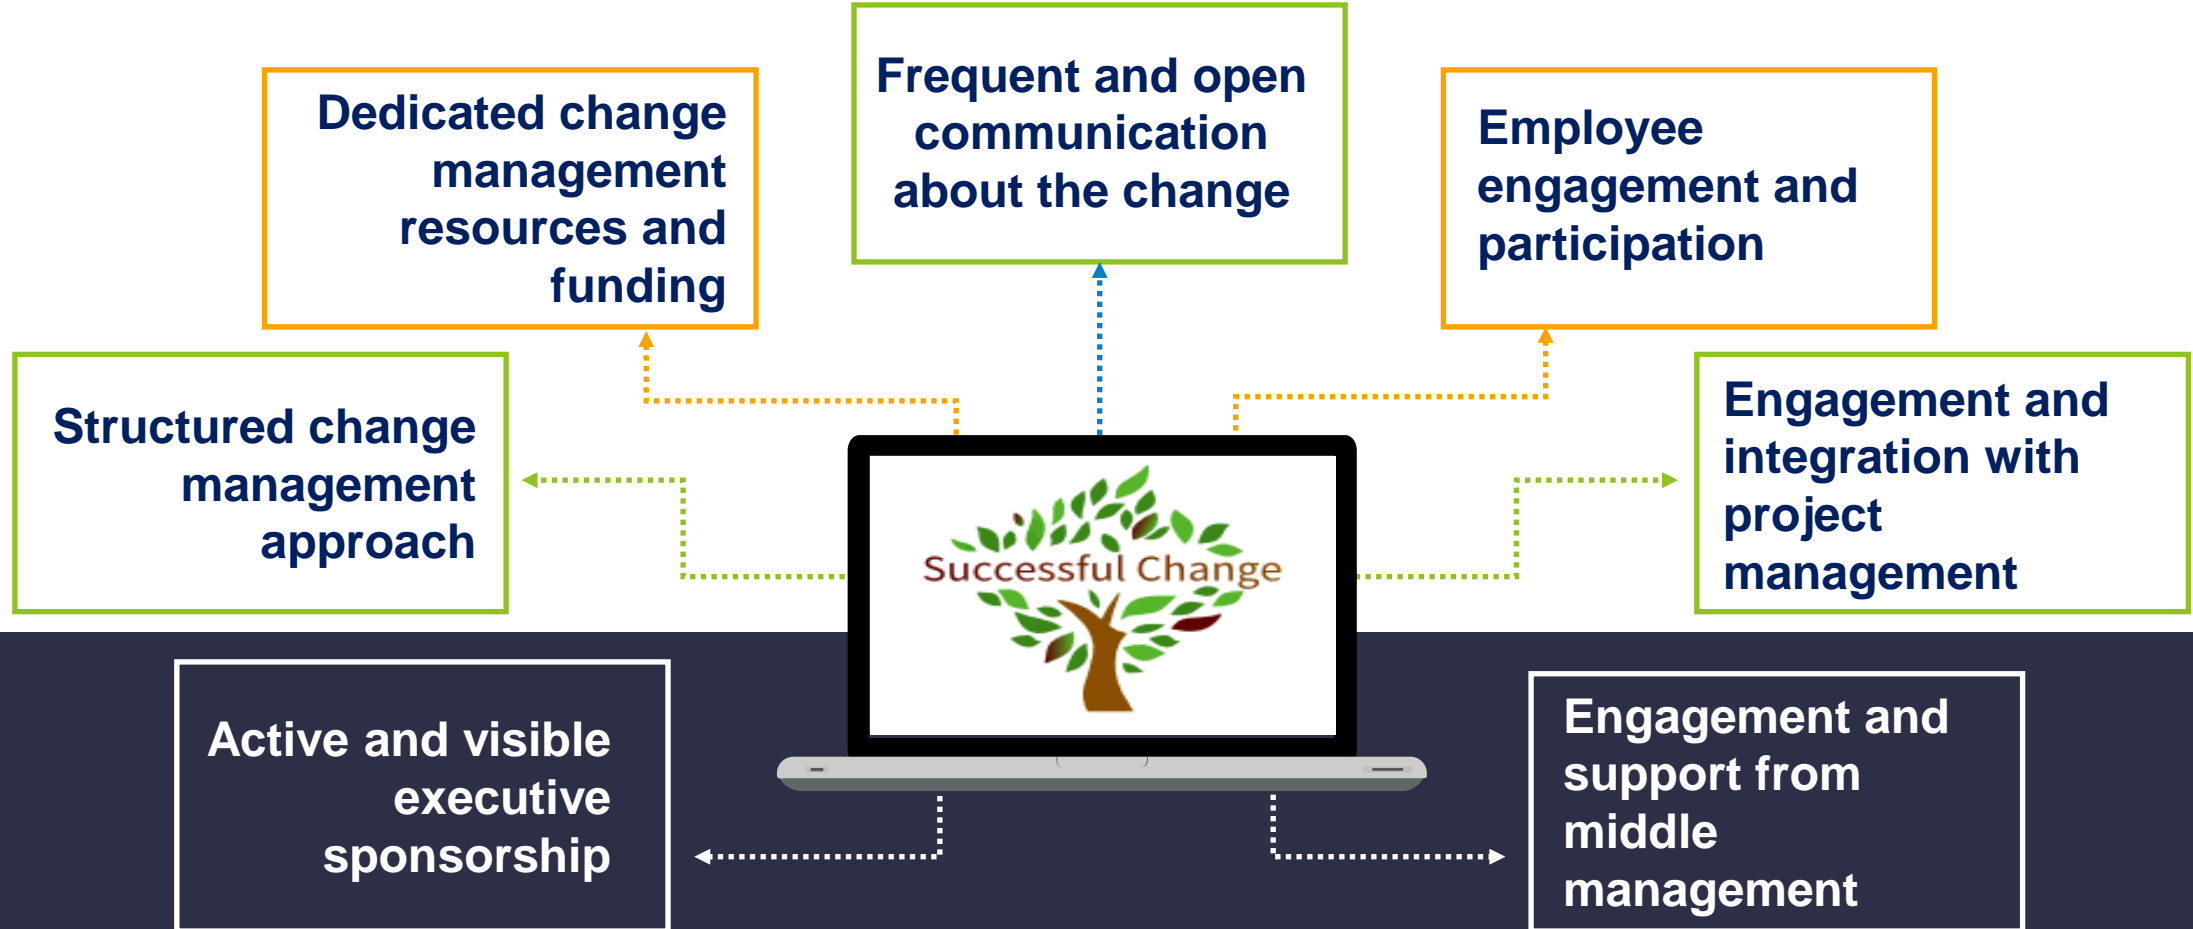 Frequent and open
communication
about the change
Dedicated change
management
resources and
funding
Employee
engagement and
participation
Structured change
management
approach
Engagement and
integration with
project
management
Successful Change
Active and visible
executive
sponsorship
Engagement and
support from
middle
management